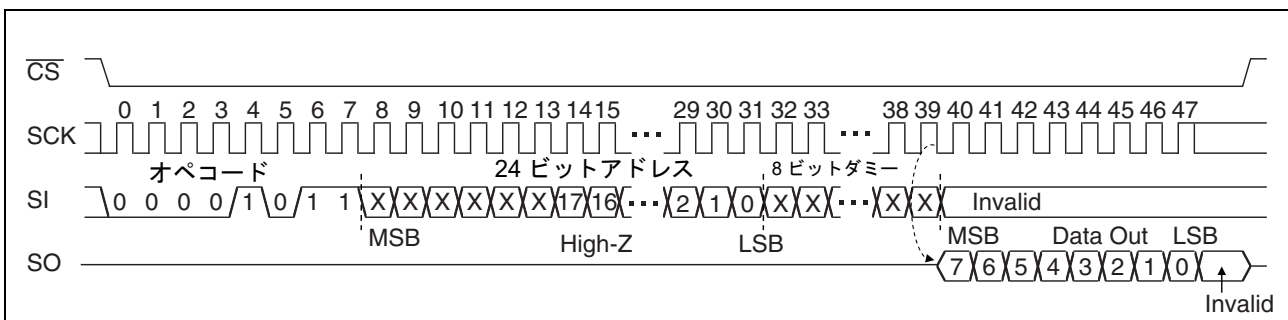 CS
0 1 2 3 4 5 6 7 8 9 10 11 12 13 14 15 29 30 31 32 33 38 39 40 41 42 43 44 45 46 47
SCK
オペコード 24 ビットアドレス 8 ビットダミー
SI 0 0 0 0 1 0 1 1 X X X X X X 17 16 2 1 0 X X X X Invalid
MSB High-Z LSB MSB Data Out LSB
SO 7 6 5 4 3 2 1 0
Invalid